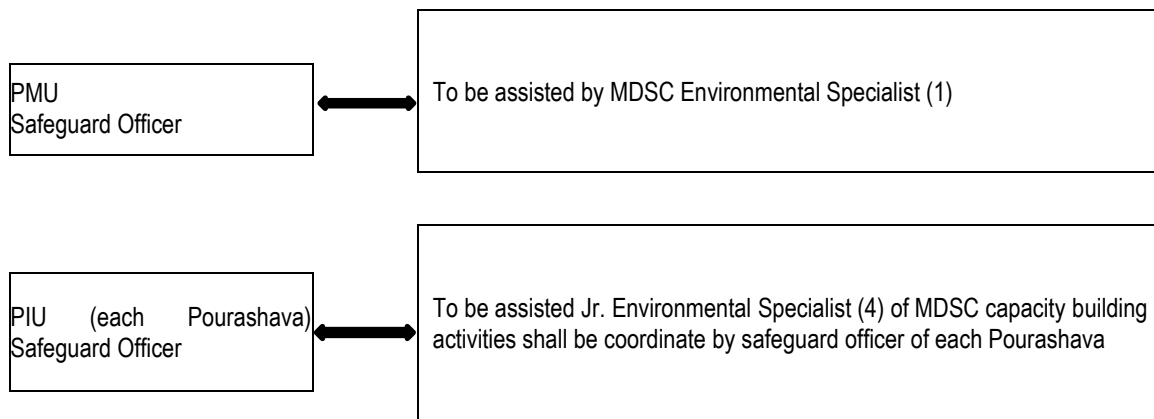 PMU
Safeguard Officer
To be assisted by MDSC Environmental Specialist (1)
PIU (each Pourashava)
Safeguard Officer
To be assisted Jr. Environmental Specialist (4) of MDSC capacity building
activities shall be coordinate by safeguard officer of each Pourashava